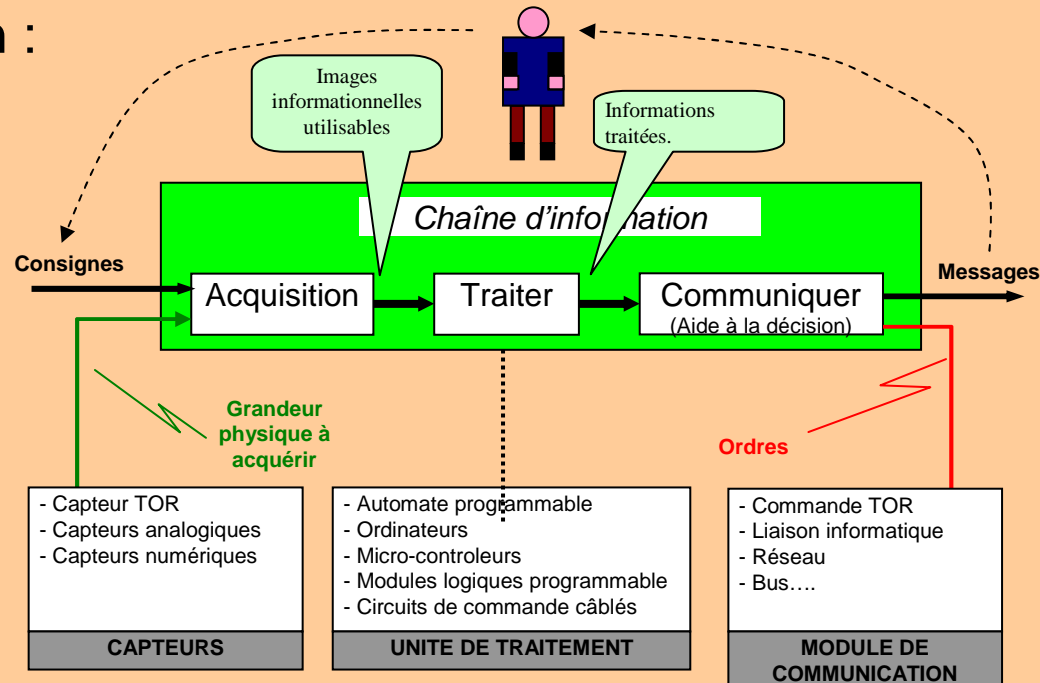 n :
Images
informationnelles
utilisables
Informations
traitées.
Chaîne d'information
Consignes
Messages
Acquisition
Traiter
Communiquer
(Aide à la décision)
Grandeur
physique à
acquérir
Ordres
- Capteur TOR
- Capteurs analogiques
- Capteurs numériques
CAPTEURS
- Automate programmable
- Ordinateurs
- Micro-controleurs
- Modules logiques programmable
- Circuits de commande câblés
UNITE DE TRAITEMENT
- Commande TOR
- Liaison informatique
- Réseau
- Bus….
MODULE DE
COMMUNICATION